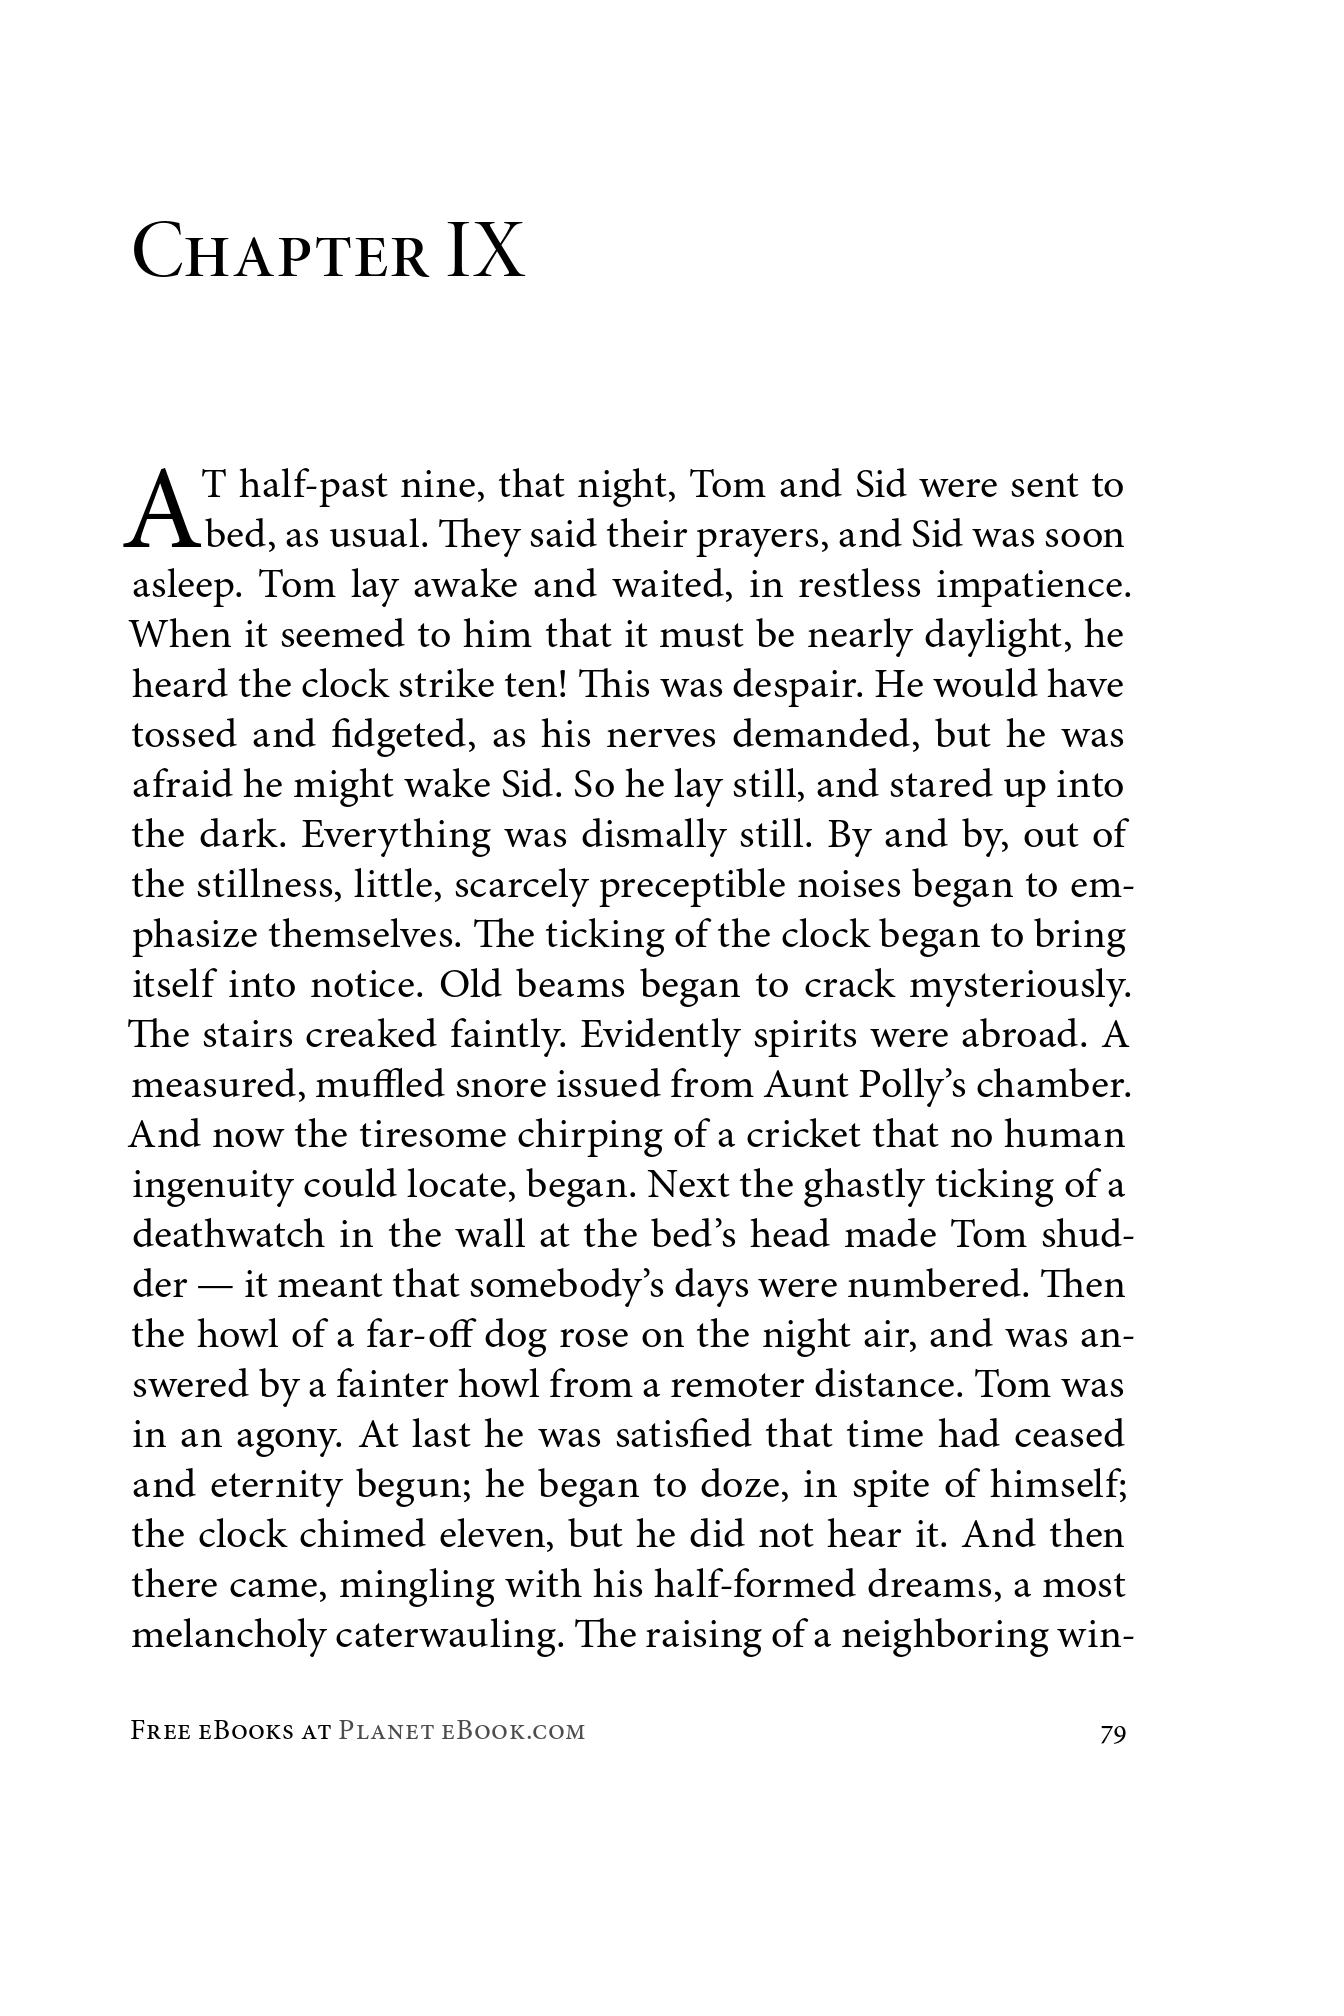 Chapter IX
AT half-past nine, that night, Tom and Sid were sent to
bed, as usual. They said their prayers, and Sid was soon
asleep. Tom lay awake and waited, in restless impatience.
When it seemed to him that it must be nearly daylight, he
heard the clock strike ten! This was despair. He would have
tossed and fidgeted, as his nerves demanded, but he was
afraid he might wake Sid. So he lay still, and stared up into
the dark. Everything was dismally still. By and by, out of
the stillness, little, scarcely preceptible noises began to em-
phasize themselves. The ticking of the clock began to bring
itself into notice. Old beams began to crack mysteriously.
The stairs creaked faintly. Evidently spirits were abroad. A
measured, muffled snore issued from Aunt Polly’s chamber.
And now the tiresome chirping of a cricket that no human
ingenuity could locate, began. Next the ghastly ticking of a
deathwatch in the wall at the bed’s head made Tom shud-
der — it meant that somebody’s days were numbered. Then
the howl of a far-off dog rose on the night air, and was an-
swered by a fainter howl from a remoter distance. Tom was
in an agony. At last he was satisfied that time had ceased
and eternity begun; he began to doze, in spite of himself;
the clock chimed eleven, but he did not hear it. And then
there came, mingling with his half-formed dreams, a most
melancholy caterwauling. The raising of a neighboring win-
Free eBooks at Planet eBook.com 79